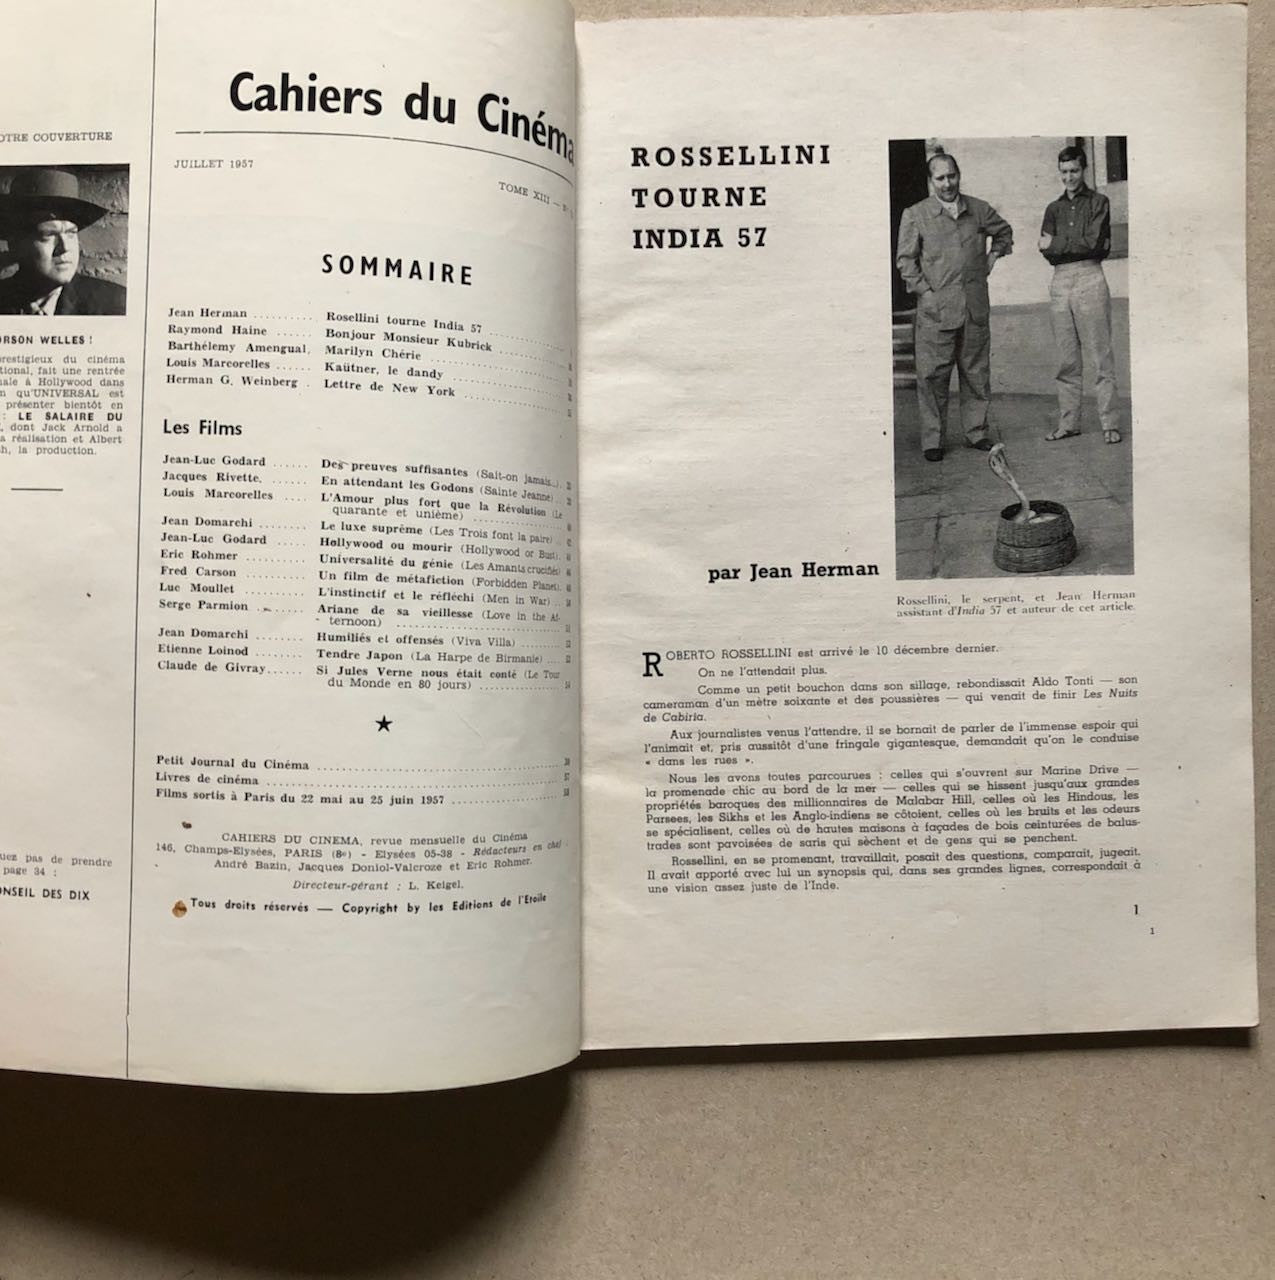 OTRE COUVERTURE
ORSON WELLES !
prestigieux du cinéma
tional, fait une rentrée
ale à Hollywood dans
n qu'UNIVERSAL est
présenter bientôt en
: LE SALAIRE DU
, dont Jack Arnold a
a réalisation et Albert
h, la production.
uez pas de prendre
page 34 :
ONSEIL DES DIX
Cahiers du Cinéma
JUILLET 1957
TOME XIII —
SOMMAIRE
Jean Herman .......... Rosellini tourne India 57 ..........
Raymond Haine ...... Bonjour Monsieur Kubrick ..........
Barthélemy Amengual. Marilyn Chérie ..........
Louis Marcorelles .... Kaütner, le dandy ..........
Herman G. Weinberg . Lettre de New York ..........
Les Films
Jean-Luc Godard ...... Des preuves suffisantes (Sait-on jamais...).
Jacques Rivette. ...... En attendant les Godons (Sainte Jeanne) ..
Louis Marcorelles .... L'Amour plus fort que la Révolution (Le
quarante et unième) ..........
Jean Domarchi ........ Le luxe suprême (Les Trois font la paire) ..
Jean-Luc Godard ..... Hollywood ou mourir (Hollywood or Bust).
Eric Rohmer ......... Universalité du génie (Les Amants crucifiés)
Fred Carson .......... Un film de métafiction (Forbidden Planet).
Luc Moullet .......... L'instinctif et le réfléchi (Men in War) ..
Serge Parmion ....... Ariane de sa vieillesse (Love in the Af-
ternoon) ..........
Jean Domarchi ........ Humiliés et offensés (Viva Villa) ..........
Etienne Loinod ....... Tendre Japon (La Harpe de Birmanie) ....
Claude de Givray...... Si Jules Verne nous était conté (Le Tour
du Monde en 80 jours) ..........
Petit Journal du Cinéma ..........
Livres de cinéma ..........
Films sortis à Paris du 22 mai au 25 juin 1957 ..........
CAHIERS DU CINEMA, revue mensuelle du Cinéma
146, Champs-Elysées, PARIS (8e) - Elysées 05-38 - Rédacteurs en chef :
André Bazin, Jacques Doniol-Valcroze et Eric Rohmer.
Directeur-gérant : L. Keigel.
Tous droits réservés — Copyright by les Editions de l'Etoile
ROSSELLINI
TOURNE
INDIA 57
par Jean Herman
Rossellini, le serpent, et Jean Herman
assistant d'India 57 et auteur de cet article.
ROBERTO ROSSELLINI est arrivé le 10 décembre dernier.
On ne l'attendait plus.
Comme un petit bouchon dans son sillage, rebondissait Aldo Tonti — son
cameraman d'un mètre soixante et des poussières — qui venait de finir Les Nuits
de Cabiria.
Aux journalistes venus l'attendre, il se bornait de parler de l'immense espoir qui
l'animait et, pris aussitôt d'une fringale gigantesque, demandait qu'on le conduise
« dans les rues ».
Nous les avons toutes parcourues : celles qui s'ouvrent sur Marine Drive —
la promenade chic au bord de la mer — celles qui se hissent jusqu'aux grandes
propriétés baroques des millionnaires de Malabar Hill, celles où les Hindous, les
Parsees, les Sikhs et les Anglo-indiens se côtoient, celles où les bruits et les odeurs
se spécialisent, celles où de hautes maisons à façades de bois ceinturées de balus-
trades sont pavoisées de saris qui sèchent et de gens qui se penchent.
Rossellini, en se promenant, travaillait, posait des questions, comparait, jugeait.
Il avait apporté avec lui un synopsis qui, dans ses grandes lignes, correspondait à
une vision assez juste de l'Inde.
1
1